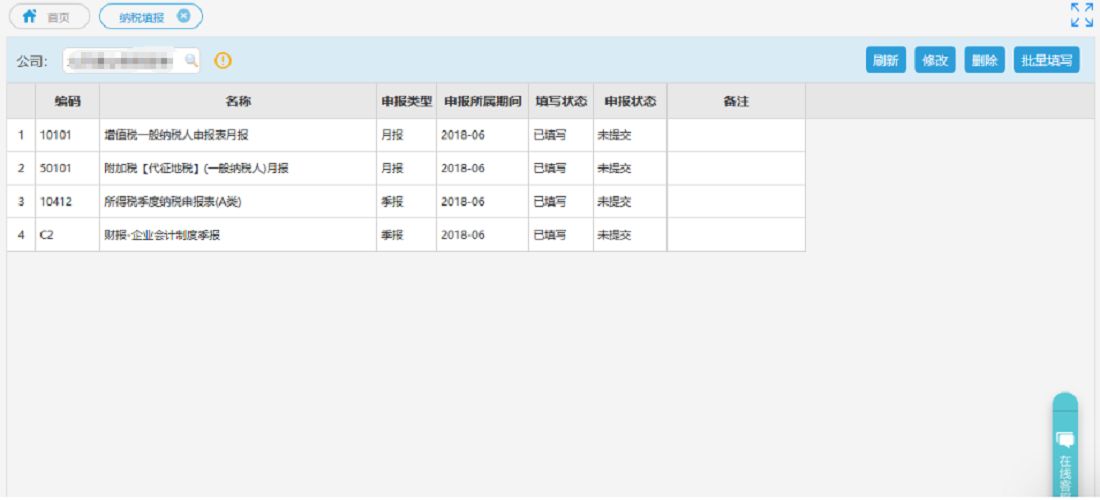 首页 纳税填报
公司: 刷新 修改 删除 批量填写
编码 名称 申报类型 申报所属期间 填写状态 申报状态 备注
1 10101 增值税一般纳税人申报表月报 月报 2018-06 已填写 未提交
2 50101 附加税【代征地税】(一般纳税人)月报 月报 2018-06 已填写 未提交
3 10412 所得税季度纳税申报表(A类) 季报 2018-06 已填写 未提交
4 C2 财报-企业会计制度季报 季报 2018-06 已填写 未提交
在线客